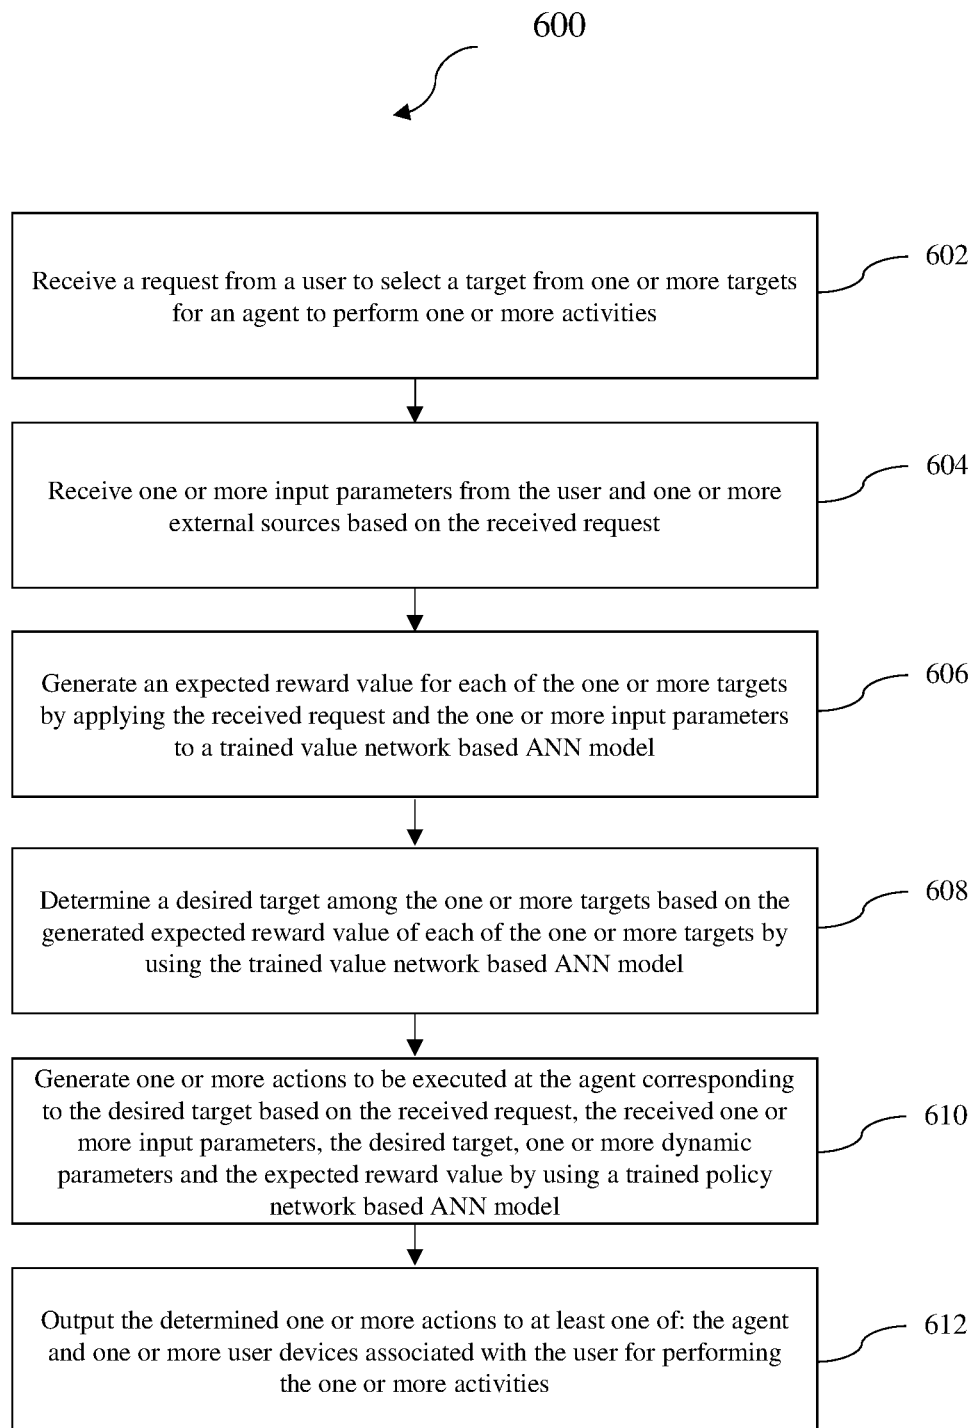 600
Receive a request from a user to select a target from one or more targets
for an agent to perform one or more activities
602
Receive one or more input parameters from the user and one or more
external sources based on the received request
604
Generate an expected reward value for each of the one or more targets
by applying the received request and the one or more input parameters
to a trained value network based ANN model
606
Determine a desired target among the one or more targets based on the
generated expected reward value of each of the one or more targets by
using the trained value network based ANN model
608
Generate one or more actions to be executed at the agent corresponding
to the desired target based on the received request, the received one or
more input parameters, the desired target, one or more dynamic
parameters and the expected reward value by using a trained policy
network based ANN model
610
Output the determined one or more actions to at least one of: the agent
and one or more user devices associated with the user for performing
the one or more activities
612